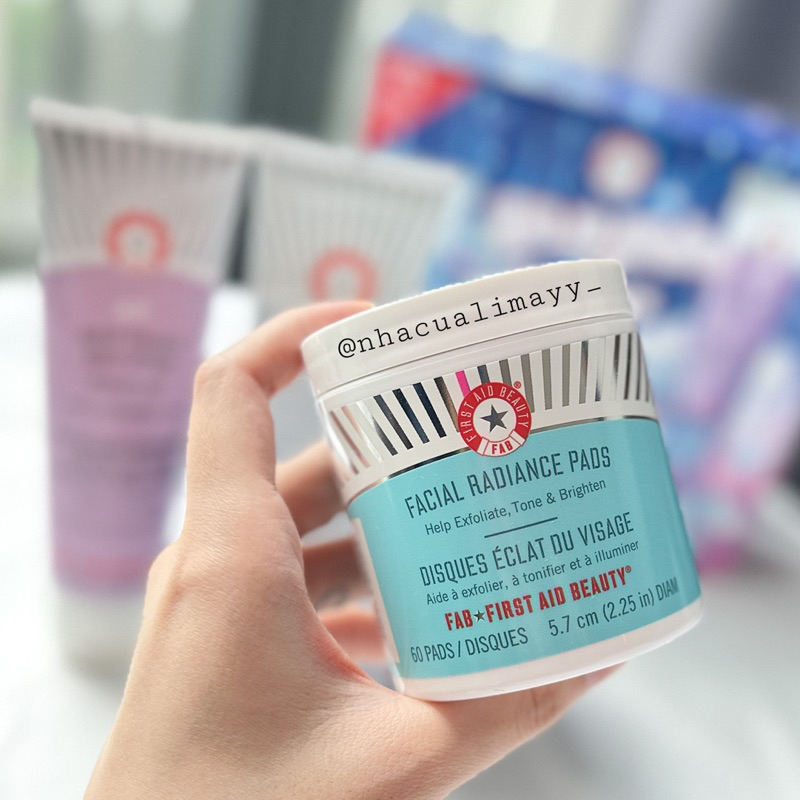 @nhacualimayy_
FIRST AID BEAUTY®
FAB
FACIAL RADIANCE PADS
Help Exfoliate, Tone & Brighten
DISQUES ÉCLAT DU VISAGE
Aide à exfolier, à tonifier et à illuminer
FAB★FIRST AID BEAUTY®
60 PADS / DISQUES 5.7 cm (2.25 in) DIAM